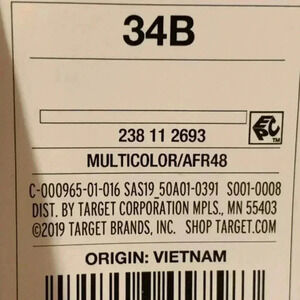 34B
238 11 2693
MULTICOLOR/AFR48
C-000965-01-016 SAS19_50A01-0391 S001-0008
DIST. BY TARGET CORPORATION MPLS., MN 55403
©2019 TARGET BRANDS, INC. SHOP TARGET.COM
ORIGIN: VIETNAM